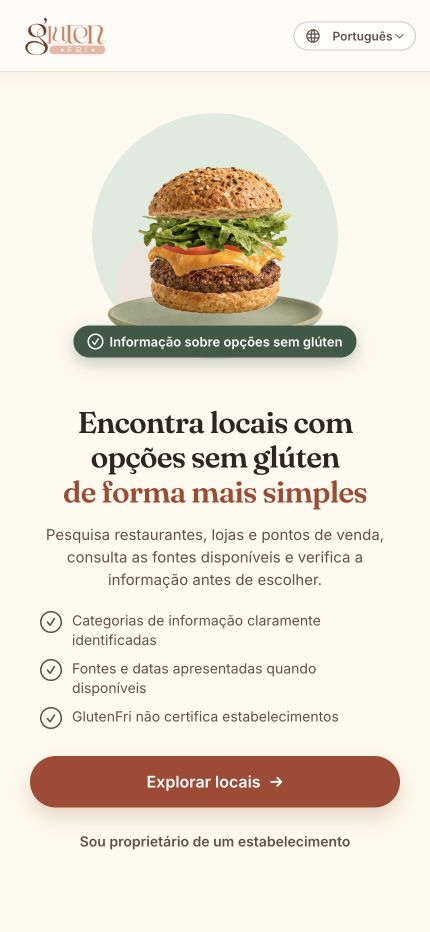 gluten
•FRI•
Português
Informação sobre opções sem glúten
Encontra locais com
opções sem glúten
de forma mais simples
Pesquisa restaurantes, lojas e pontos de venda,
consulta as fontes disponíveis e verifica a
informação antes de escolher.
Categorias de informação claramente
identificadas
Fontes e datas apresentadas quando
disponíveis
GlutenFri não certifica estabelecimentos
Explorar locais →
Sou proprietário de um estabelecimento